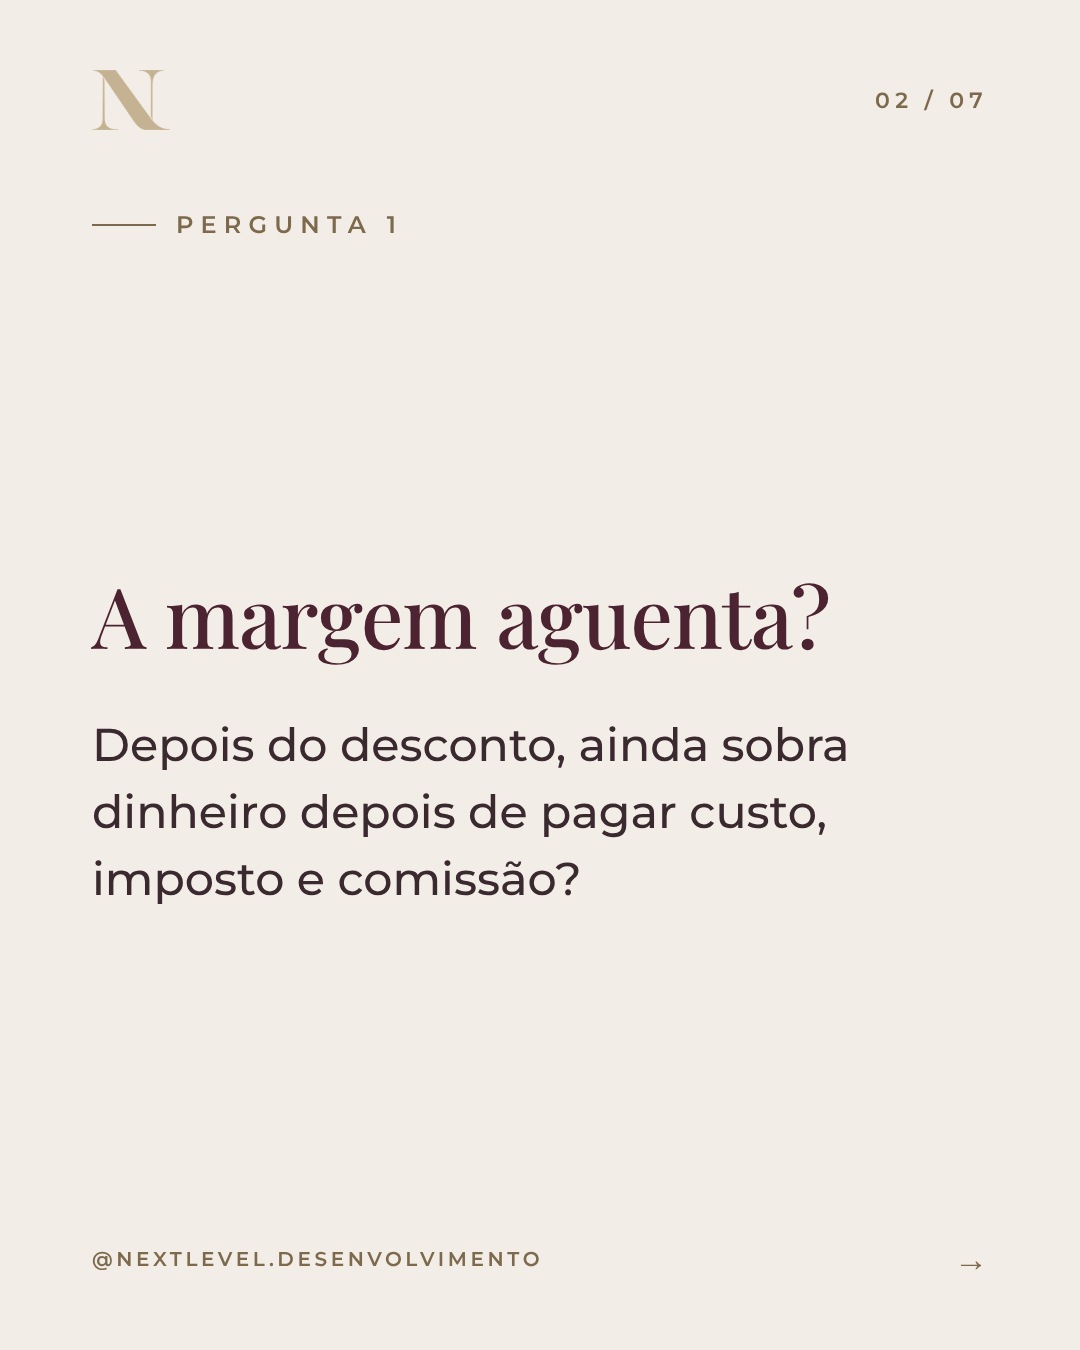 N
02 / 07
PERGUNTA 1
A margem aguenta?
Depois do desconto, ainda sobra
dinheiro depois de pagar custo,
imposto e comissão?
@NEXTLEVEL.DESENVOLVIMENTO
→